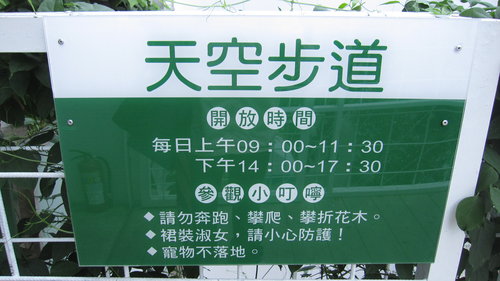 天空步道
開放時間
每日上午09：00~11：30
下午14：00~17：30
參觀小叮嚀
◆請勿奔跑、攀爬、攀折花木。
◆裙裝淑女，請小心防護！
◆寵物不落地。